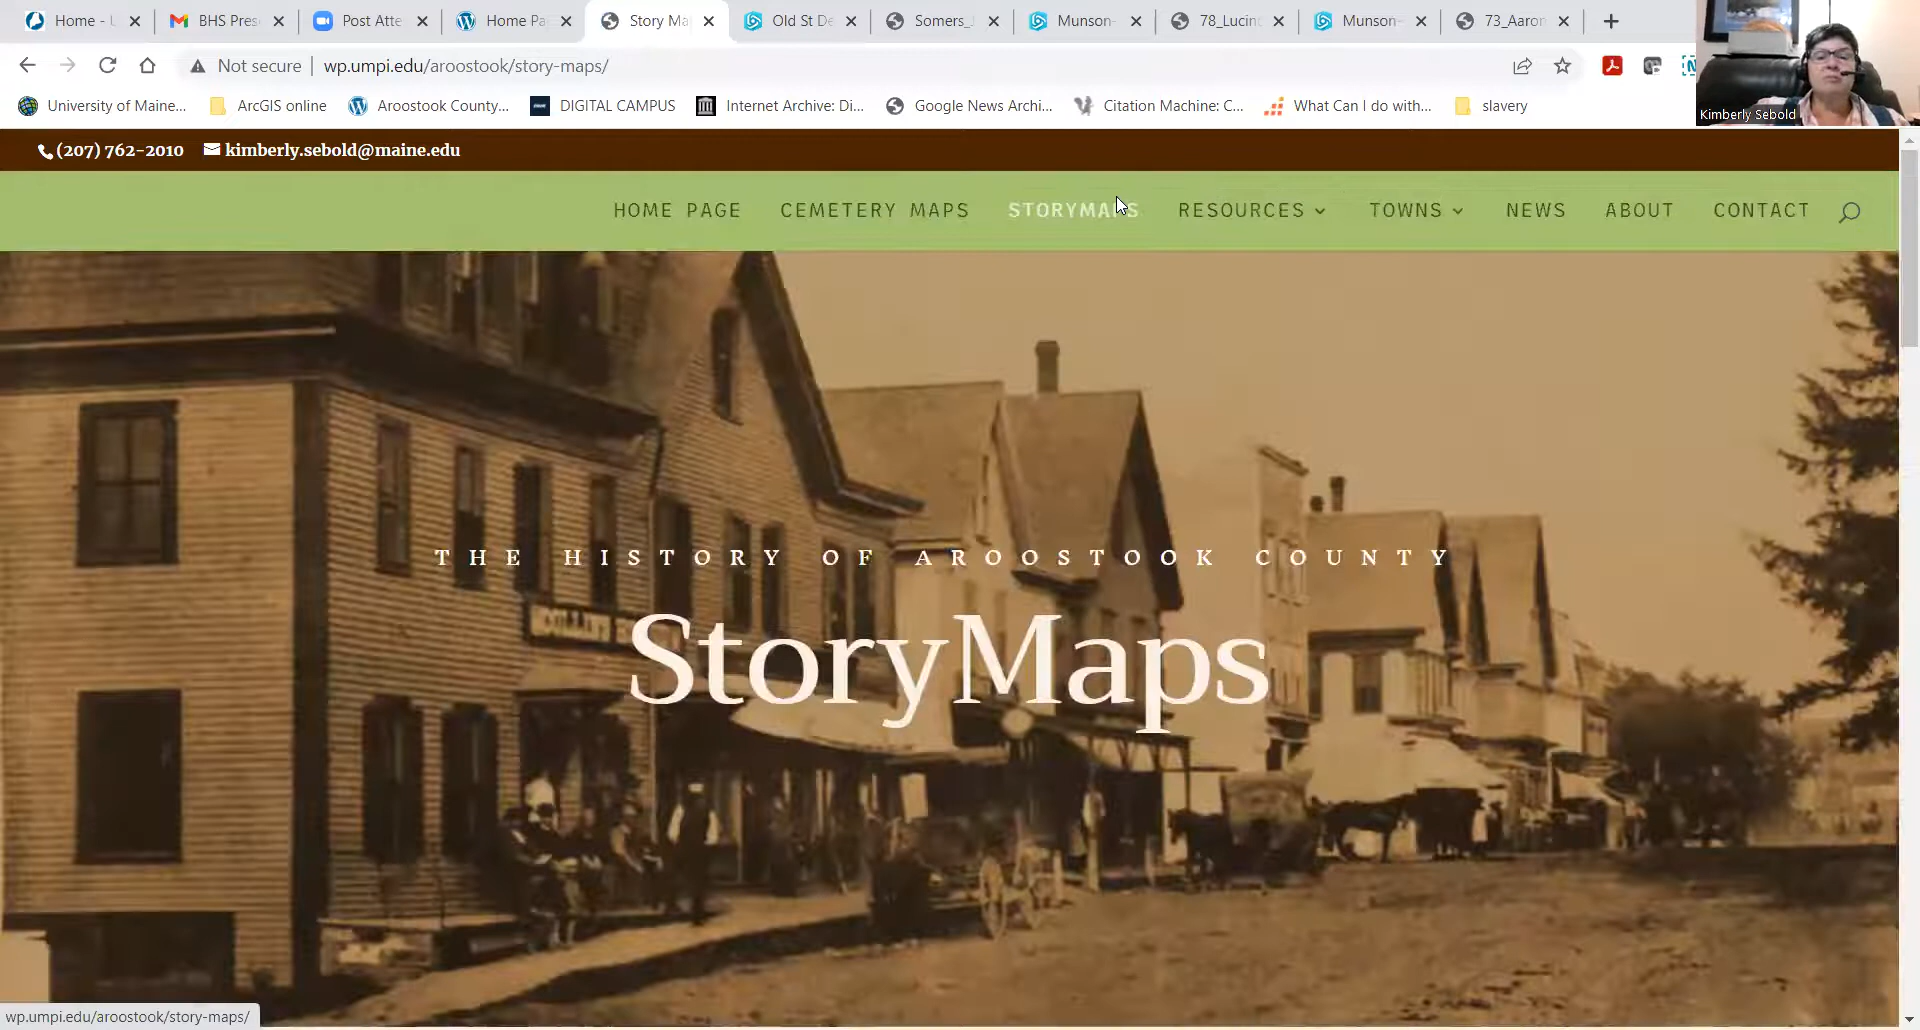 Home - U
BHS Pres
Post Atte
Home Pa
Story Ma
Old St De
Somers_
Munson-
78_Lucin
Munson-
73_Aaron
Not secure
wp.umpi.edu/aroostook/story-maps/
University of Maine...
ArcGIS online
Aroostook County...
DIGITAL CAMPUS
Internet Archive: Di...
Google News Archi...
Citation Machine: C...
What Can I do with...
slavery
Kimberly Sebold
(207) 762-2010
kimberly.sebold@maine.edu
HOME PAGE
CEMETERY MAPS
STORYMAPS
RESOURCES
TOWNS
NEWS
ABOUT
CONTACT
THE HISTORY OF AROOSTOOK COUNTY
StoryMaps
wp.umpi.edu/aroostook/story-maps/